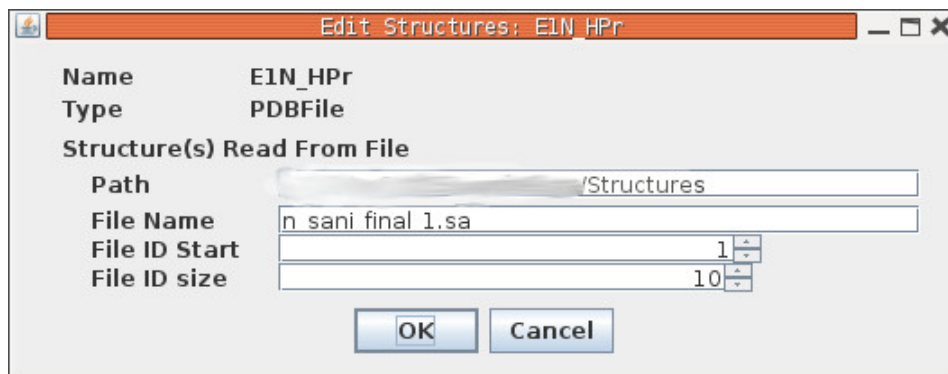 Edit Structures: E1N_HPr
Name E1N_HPr
Type PDBFile
Structure(s) Read From File
Path /Structures
File Name n_sani_final_1.sa
File ID Start 1
File ID size 10
OK Cancel